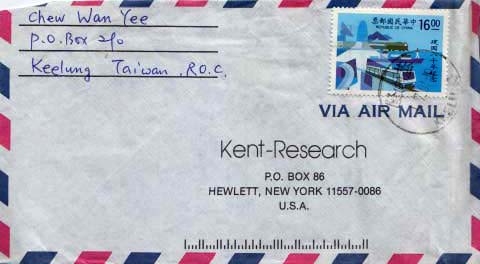 Chew Wan Yee
P.O. Box 210
Keelung Taiwan, R.O.C.
票郵國民華中 16.00
REPUBLIC OF CHINA
VIA AIR MAIL
Kent-Research
P.O. BOX 86
HEWLETT, NEW YORK 11557-0086
U.S.A.